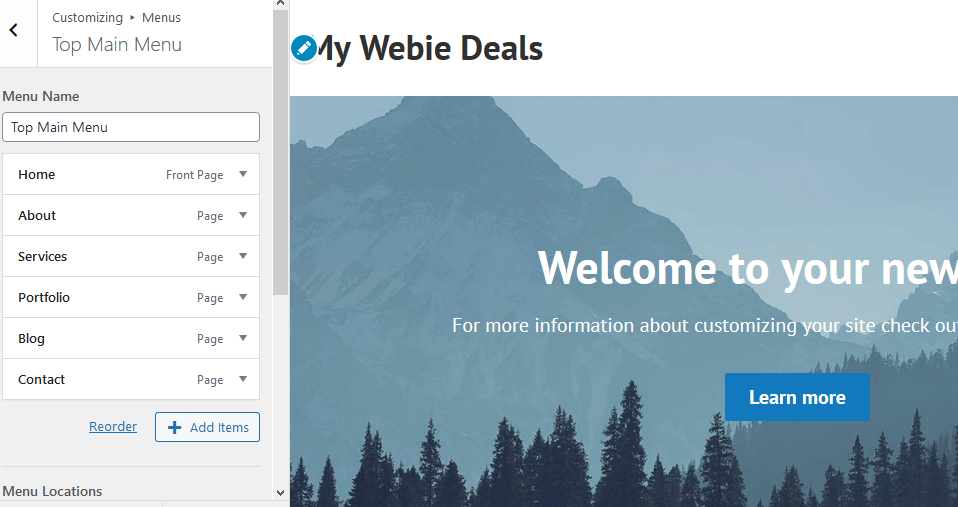 Customizing ▸ Menus
Top Main Menu
Menu Name
Top Main Menu
Home Front Page
About Page
Services Page
Portfolio Page
Blog Page
Contact Page
Reorder + Add Items
Menu Locations
My Webie Deals
Welcome to your new
For more information about customizing your site check out
Learn more